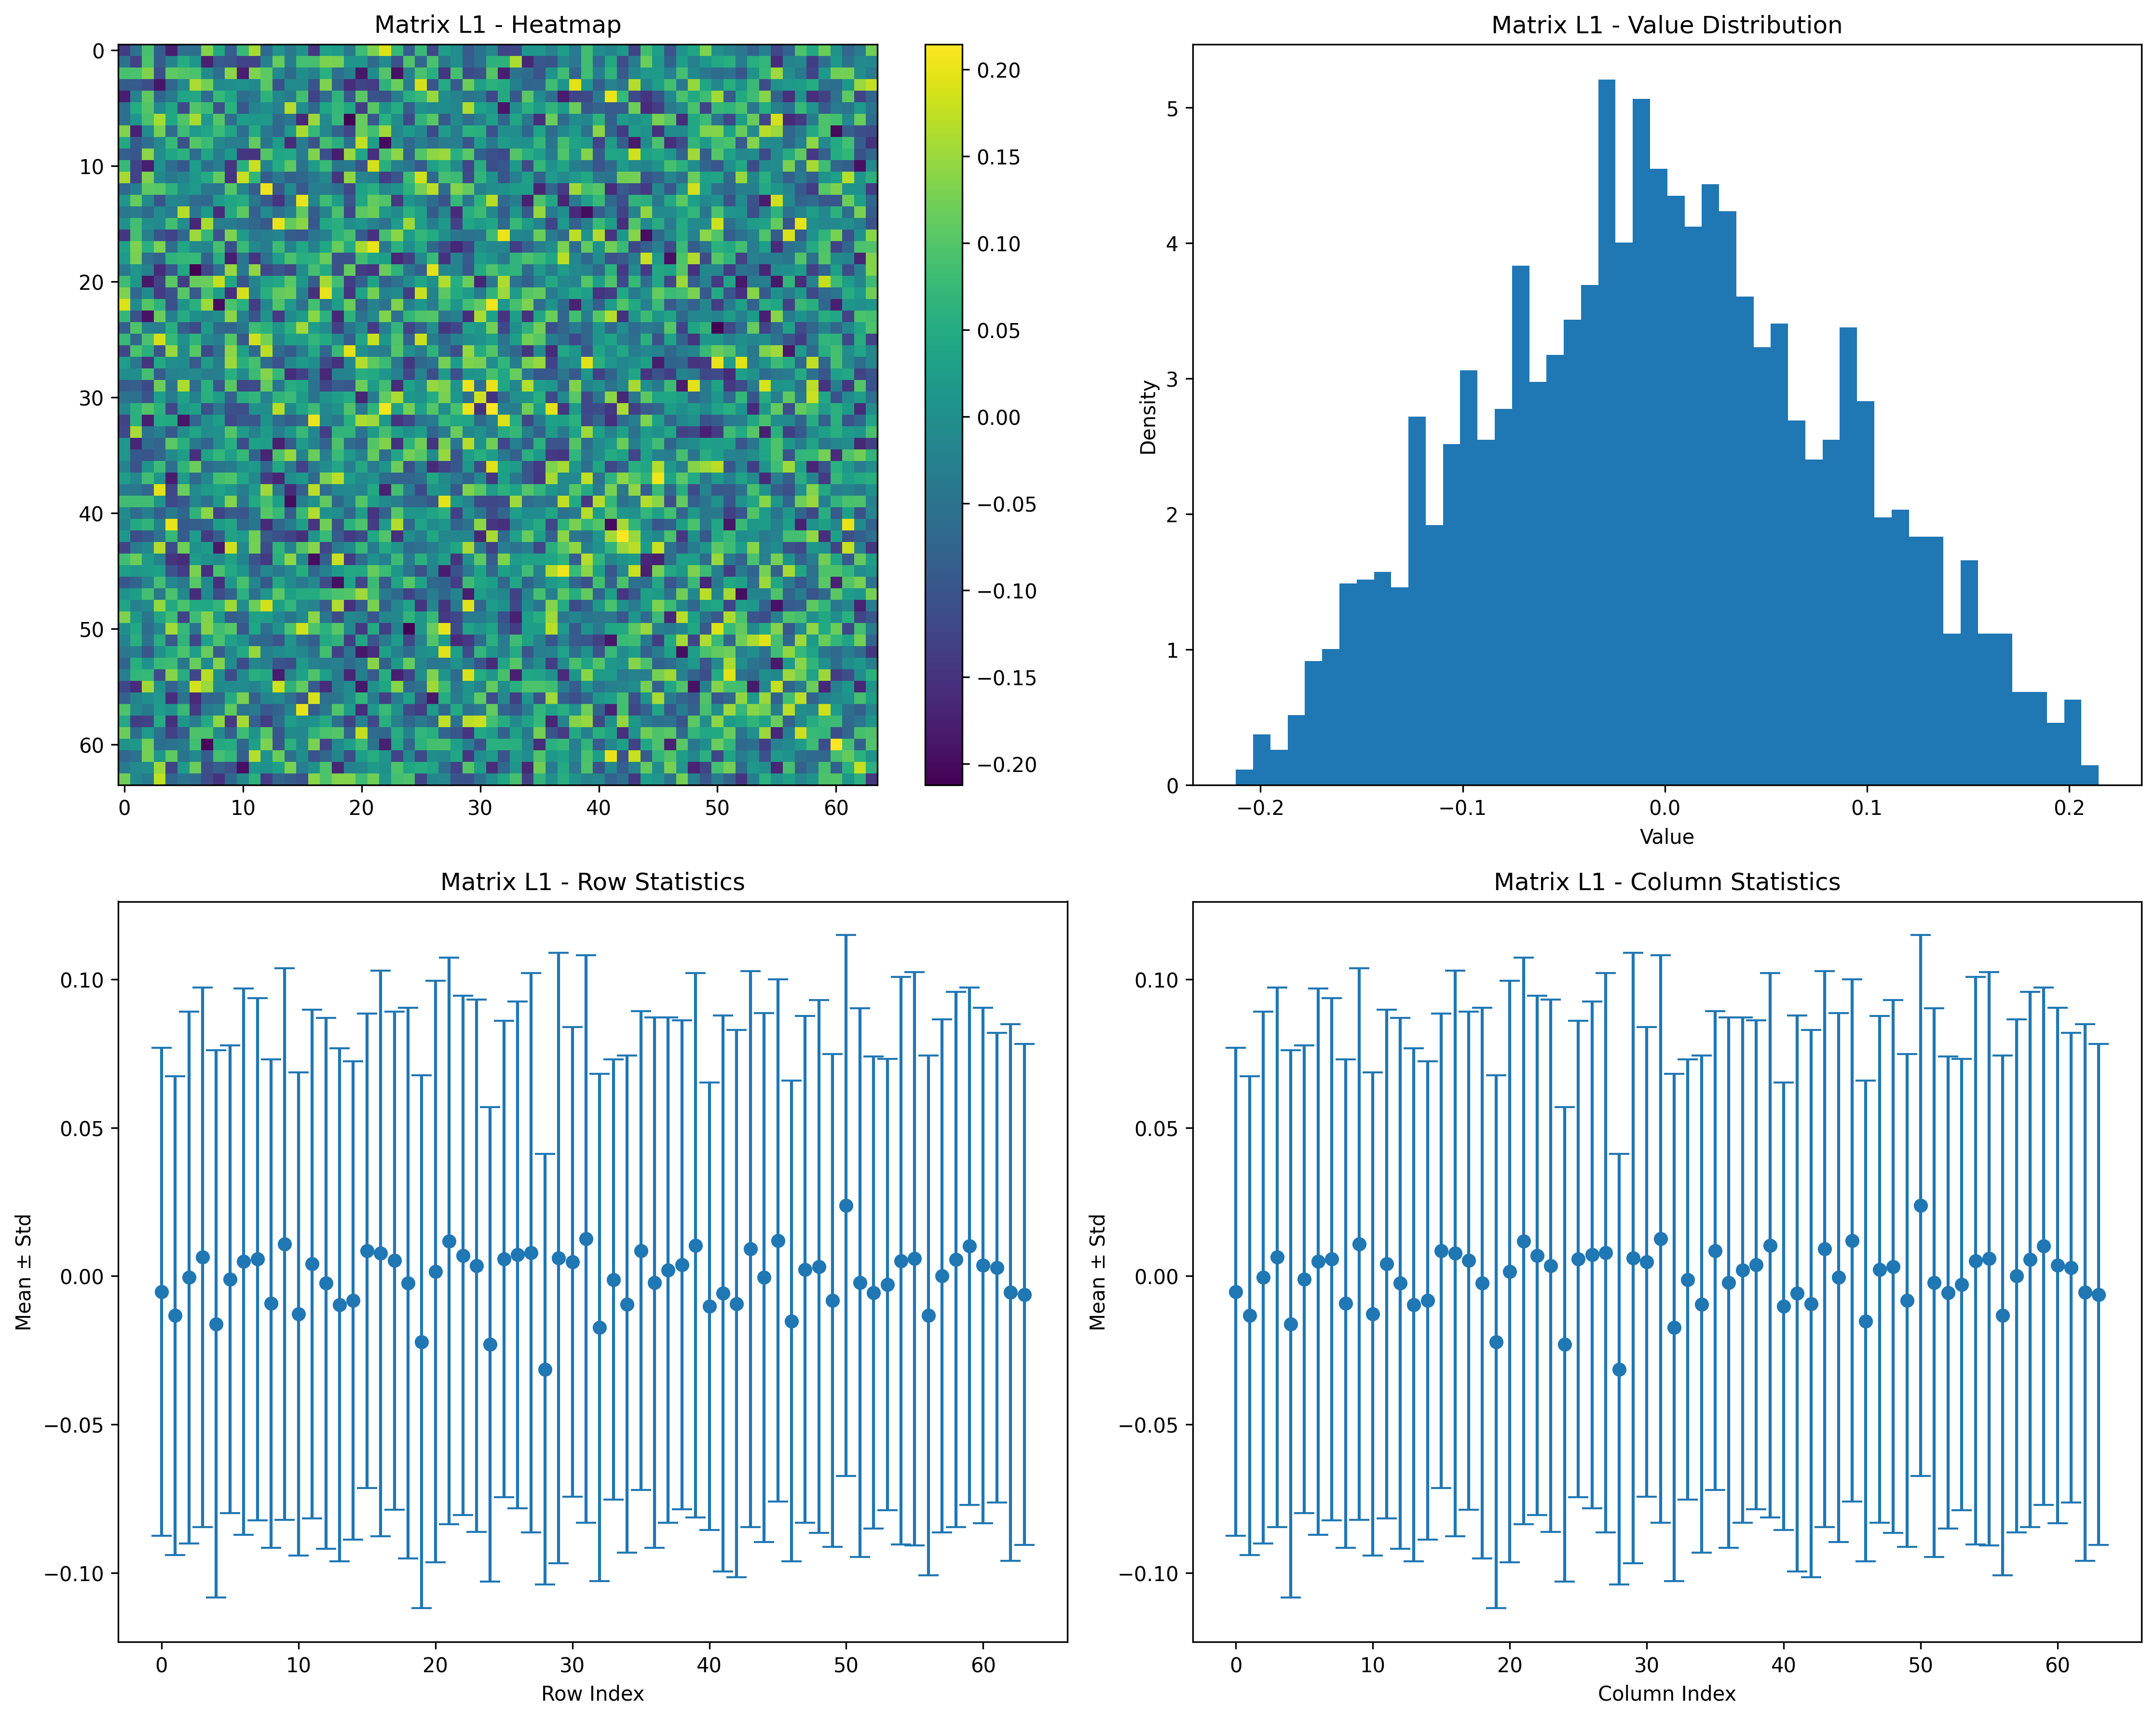 Matrix L1 - Heatmap
0
10
20
30
40
50
60
0 10 20 30 40 50 60
0.20
0.15
0.10
0.05
0.00
−0.05
−0.10
−0.15
−0.20
Matrix L1 - Value Distribution
Density
5
4
3
2
1
0
−0.2 −0.1 0.0 0.1 0.2
Value
Matrix L1 - Row Statistics
Mean ± Std
0.10
0.05
0.00
−0.05
−0.10
0 10 20 30 40 50 60
Row Index
Matrix L1 - Column Statistics
Mean ± Std
0.10
0.05
0.00
−0.05
−0.10
0 10 20 30 40 50 60
Column Index